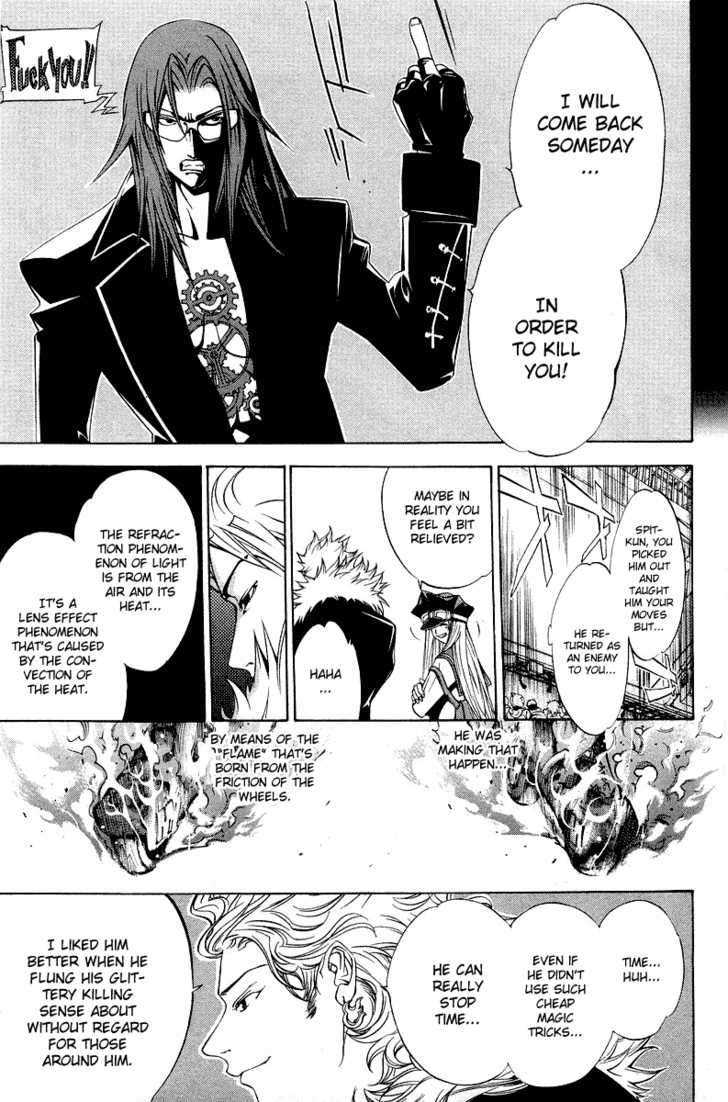 I WILL
COME BACK
SOMEDAY
...
IN
ORDER
TO KILL
YOU!
Fuck YOU!!
SPIT-
KUN, YOU
PICKED
HIM OUT
AND
TAUGHT
HIM YOUR
MOVES
BUT...
HE RE-
TURNED AS
AN ENEMY
TO YOU...
MAYBE IN
REALITY YOU
FEEL A BIT
RELIEVED?
HAHA
...
THE REFRAC-
TION PHENOM-
ENON OF LIGHT
IS FROM THE
AIR AND ITS
HEAT...
IT'S A
LENS EFFECT
PHENOMENON
THAT'S CAUSED
BY THE CON-
VECTION OF
THE HEAT.
HE WAS
MAKING THAT
HAPPEN...
BY MEANS OF THE
"FLAME" THAT'S
BORN FROM THE
FRICTION OF THE
WHEELS.
TIME...
HUH...
EVEN IF
HE DIDN'T
USE SUCH
CHEAP
MAGIC
TRICKS...
HE CAN
REALLY
STOP
TIME...
I LIKED HIM
BETTER WHEN HE
FLUNG HIS GLIT-
TERY KILLING
SENSE ABOUT
WITHOUT REGARD
FOR THOSE
AROUND HIM.